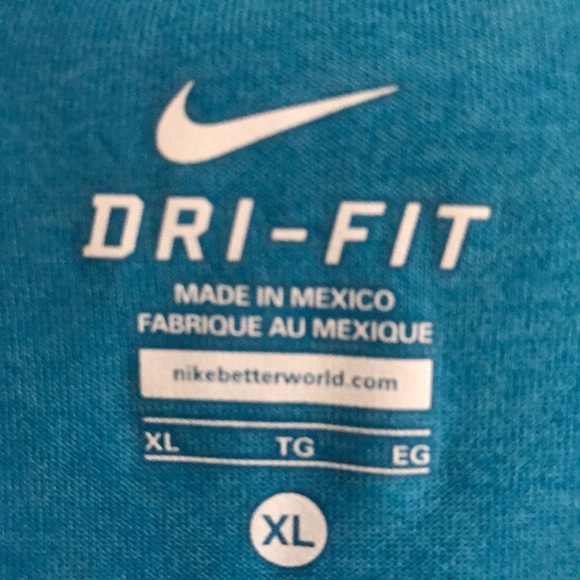 DRI-FIT
MADE IN MEXICO
FABRIQUE AU MEXIQUE
nikebetterworld.com
XL TG EG
XL